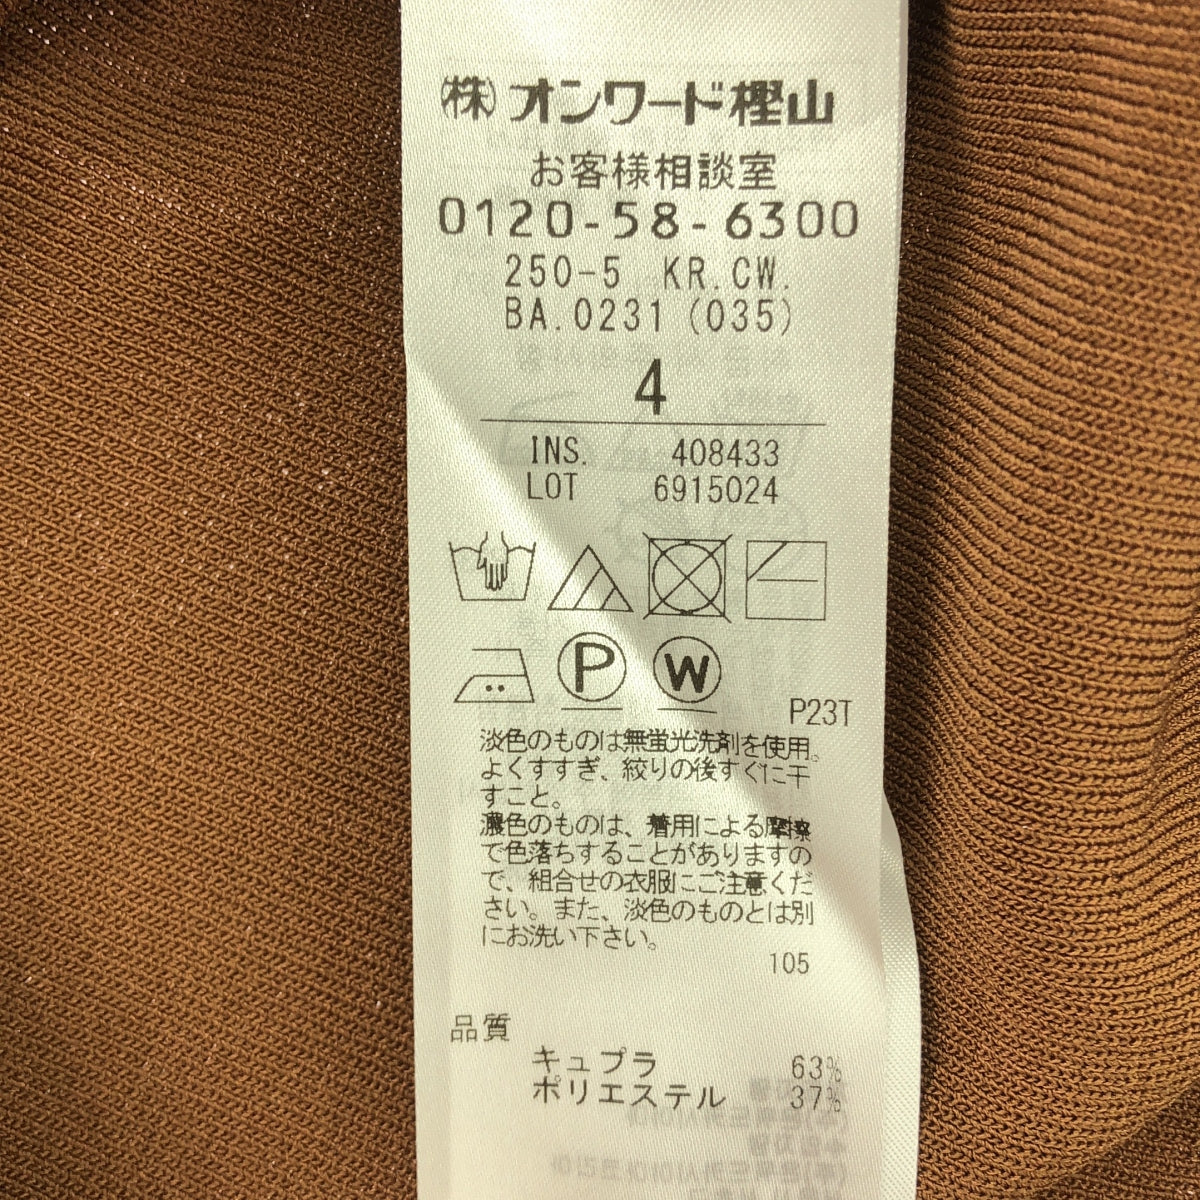 ㈱オンワード樫山
お客様相談室
0120-58-6300
250-5 KR.CW.
BA.0231 (035)
4
INS. 408433
LOT 6915024
P W
P23T
淡色のものは無蛍光洗剤を使用。
よくすすぎ、絞りの後すぐに干
すこと。
濃色のものは、着用による摩擦
で色落ちすることがありますの
で、組合せの衣服にご注意くだ
さい。また、淡色のものとは別
にお洗い下さい。
105
品質
キュプラ 63%
ポリエステル 37%